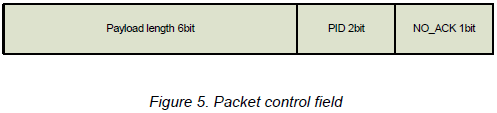 Payload length 6bit
PID 2bit
NO_ACK 1bit
Figure 5. Packet control field